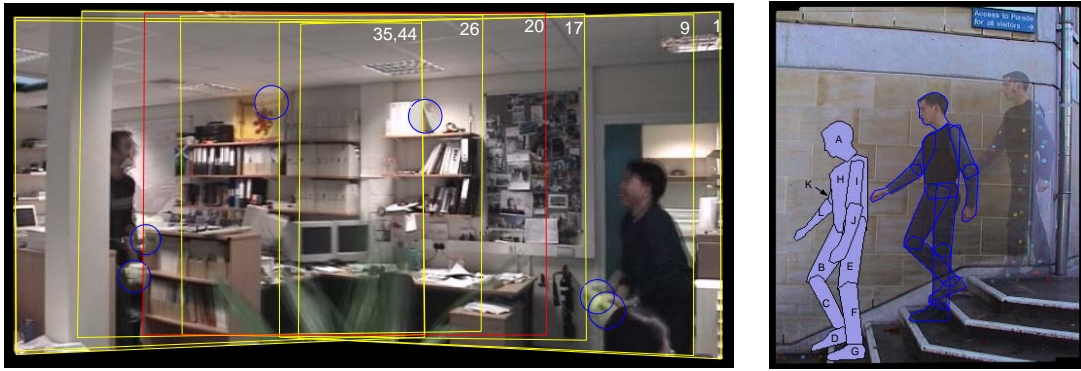 35,44
26
20
17
9
1
Access to Parade
for all visitors →
A
H
I
K
J
B
E
C
F
D
G